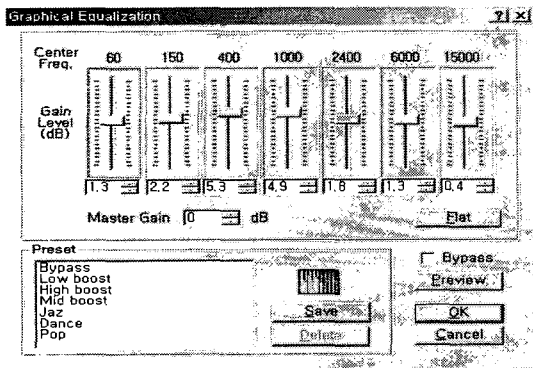 Graphical Equalization
? ×
Center Freq. 60 150 400 1000 2400 6000 15000
Gain Level (dB)
1,3 2,2 5,3 4,9 1,8 1,3 0,4
Master Gain 0 dB Flat
Preset
Bypass
Low boost
High boost
Mid boost
Jaz
Dance
Pop
Save
Delete
Bypass
Preview
OK
Cancel